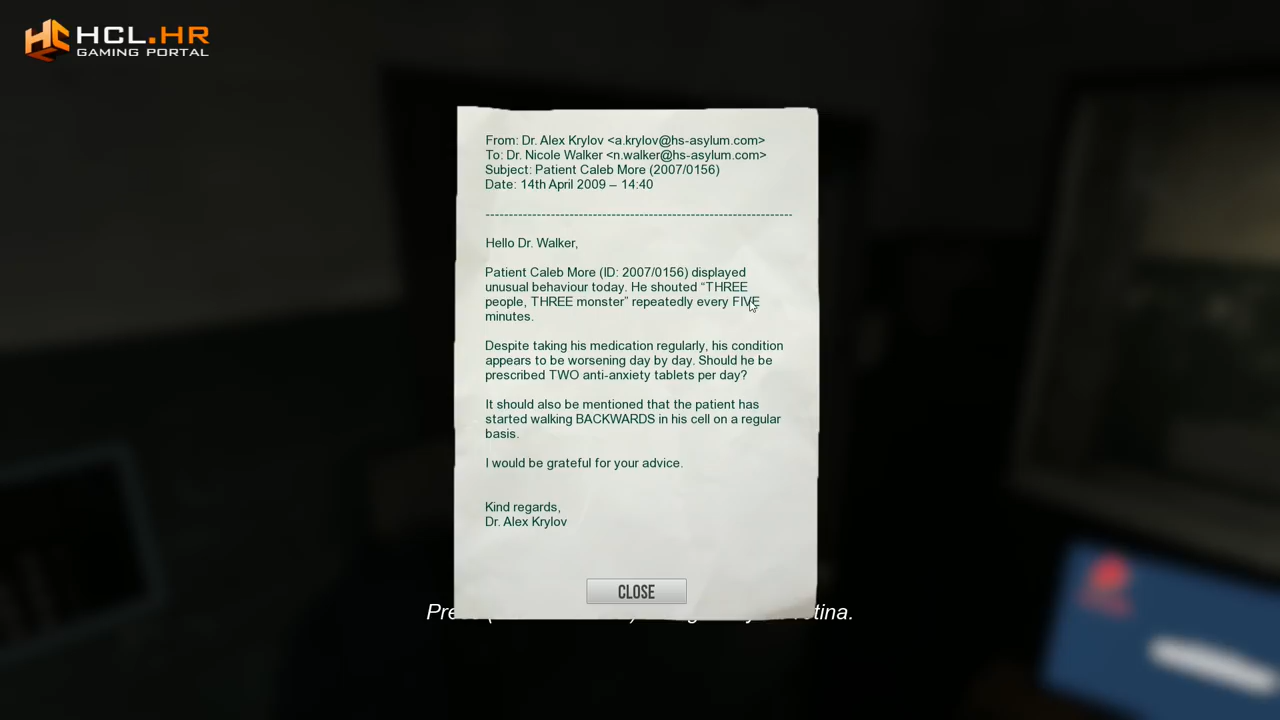 HCL.HR
GAMING PORTAL
From: Dr. Alex Krylov <a.krylov@hs-asylum.com>
To: Dr. Nicole Walker <n.walker@hs-asylum.com>
Subject: Patient Caleb More (2007/0156)
Date: 14th April 2009 – 14:40
------------------------------------------------------------------
Hello Dr. Walker,
Patient Caleb More (ID: 2007/0156) displayed
unusual behaviour today. He shouted “THREE
people, THREE monster” repeatedly every FIVE
minutes.
Despite taking his medication regularly, his condition
appears to be worsening day by day. Should he be
prescribed TWO anti-anxiety tablets per day?
It should also be mentioned that the patient has
started walking BACKWARDS in his cell on a regular
basis.
I would be grateful for your advice.
Kind regards,
Dr. Alex Krylov
CLOSE